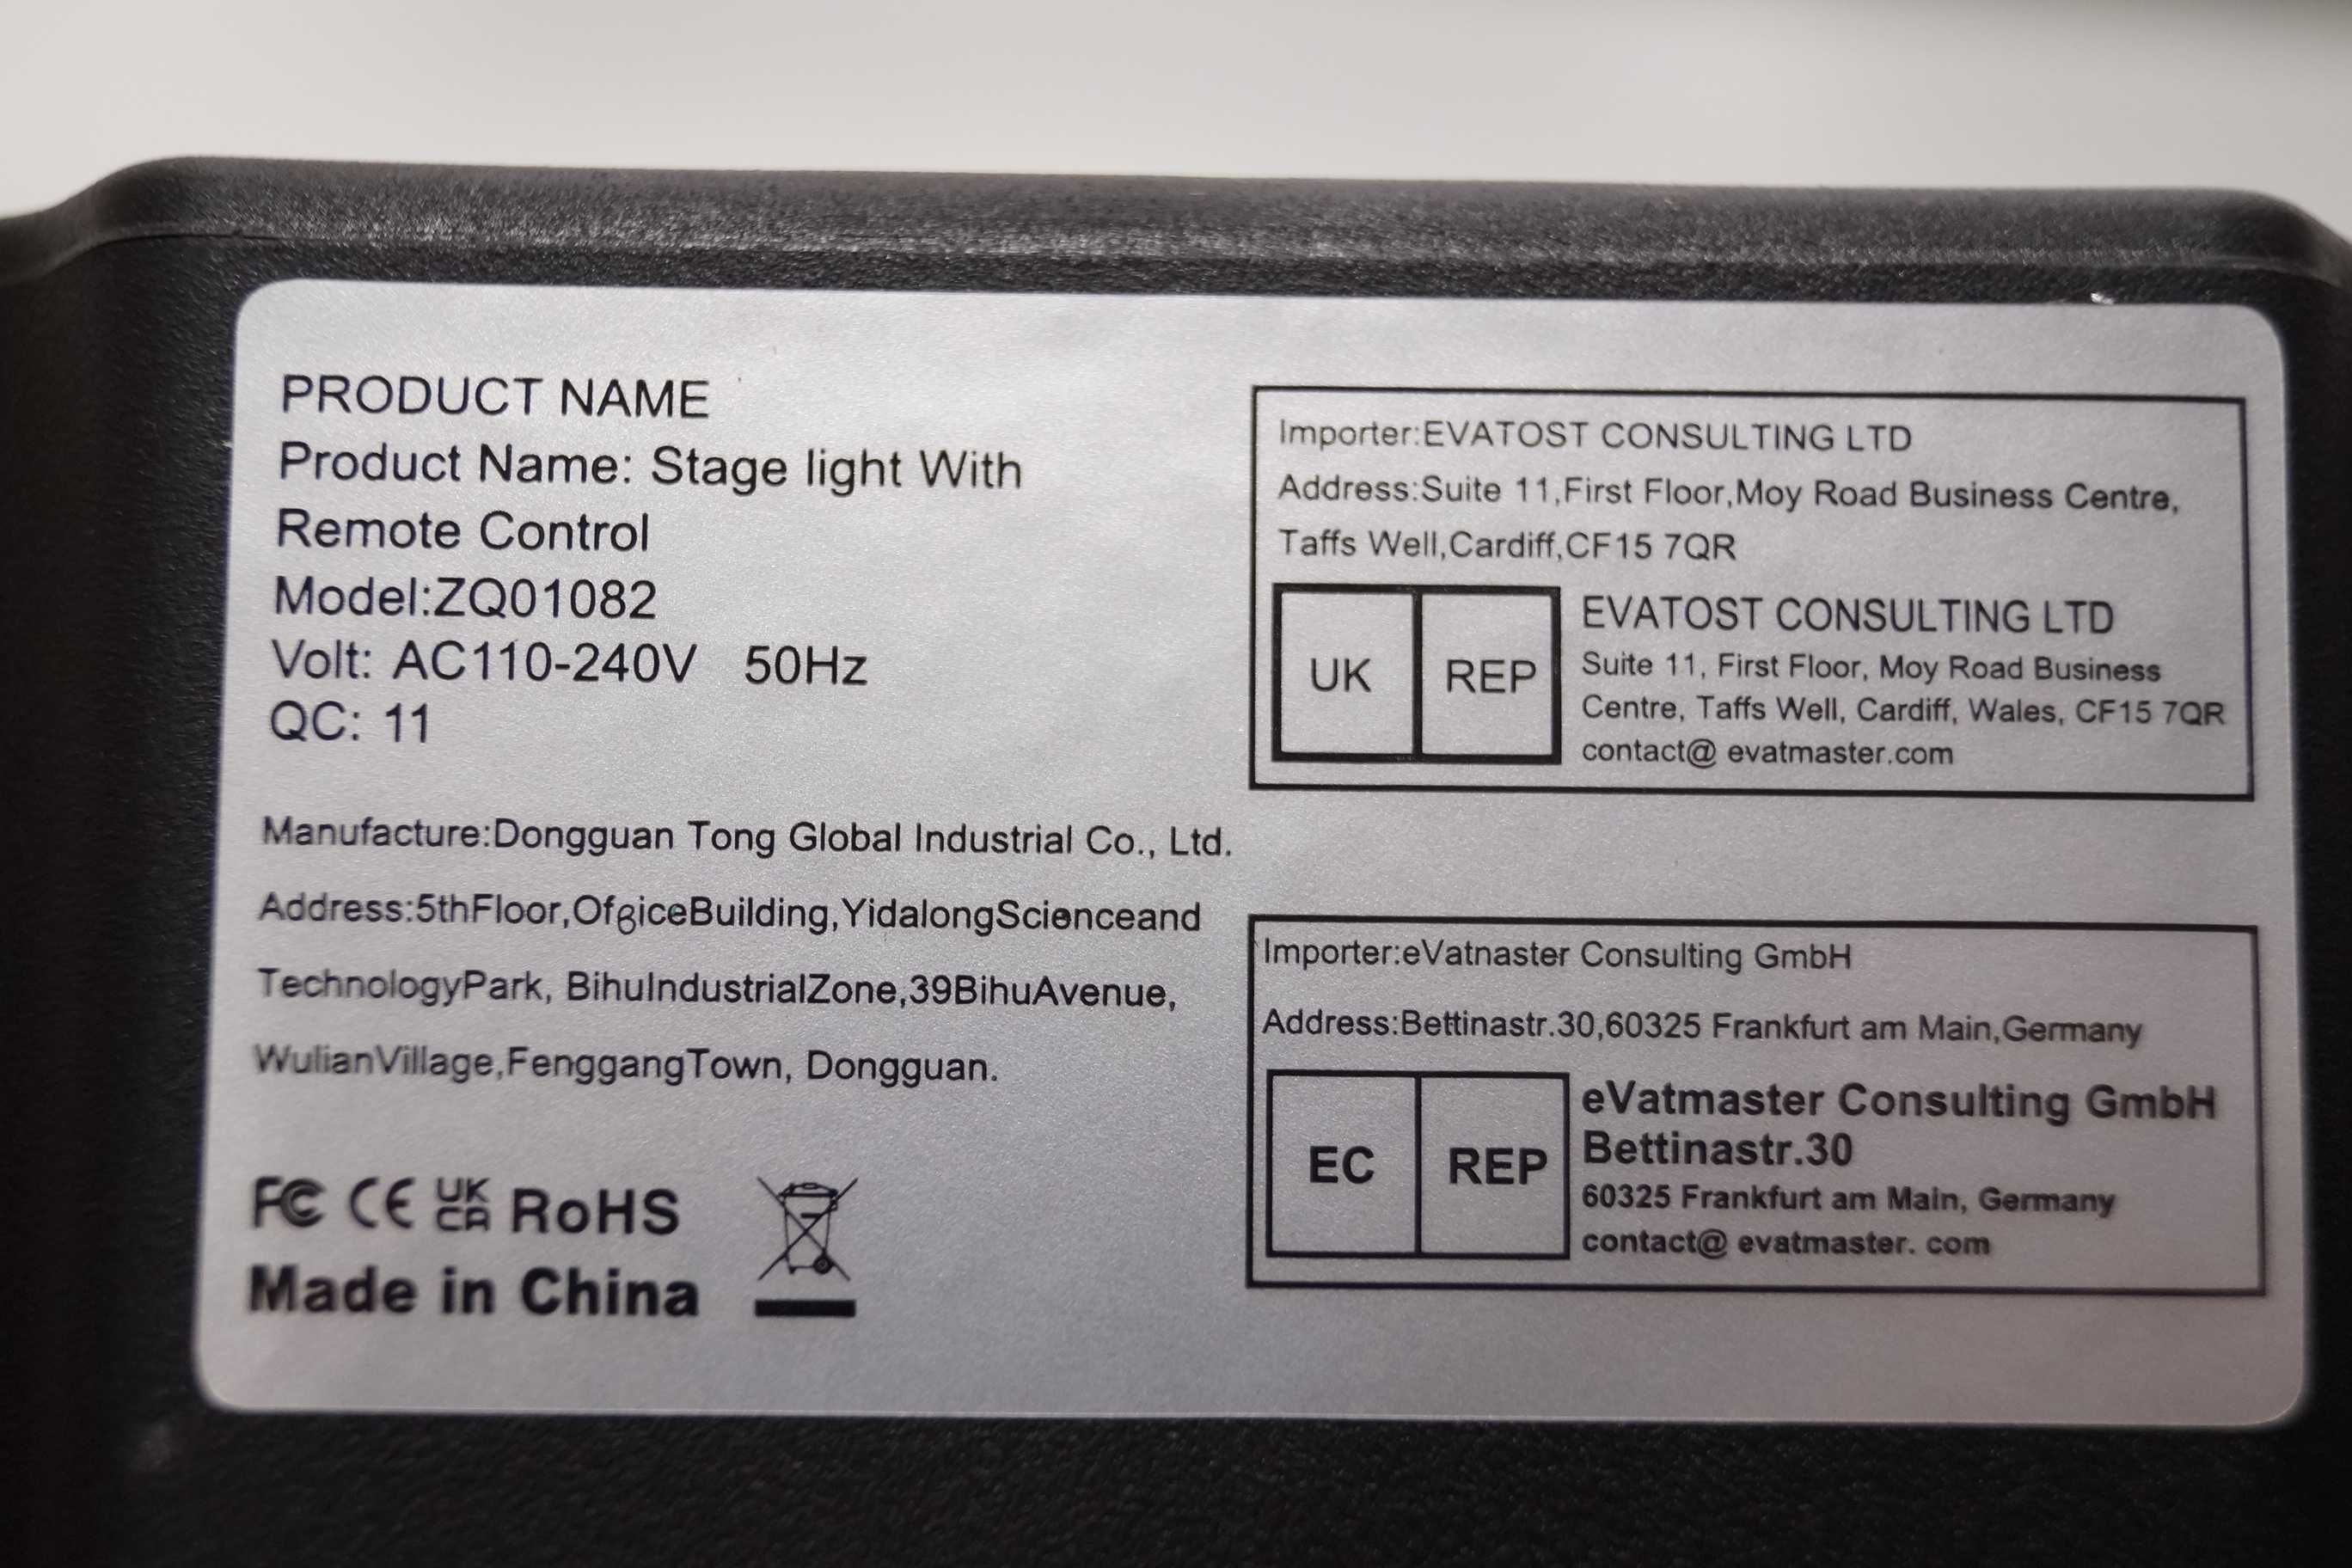 PRODUCT NAME
Product Name: Stage light With
Remote Control
Model:ZQ01082
Volt: AC110-240V 50Hz
QC: 11
Manufacture:Dongguan Tong Global Industrial Co., Ltd.
Address:5thFloor,Of6iceBuilding,YidalongScienceand
TechnologyPark, BihuIndustrialZone,39BihuAvenue,
WulianVillage,FenggangTown, Dongguan.
FC CE UK CA RoHS
Made in China
Importer:EVATOST CONSULTING LTD
Address:Suite 11,First Floor,Moy Road Business Centre,
Taffs Well,Cardiff,CF15 7QR
UK REP
EVATOST CONSULTING LTD
Suite 11, First Floor, Moy Road Business
Centre, Taffs Well, Cardiff, Wales, CF15 7QR
contact@ evatmaster.com
Importer:eVatnaster Consulting GmbH
Address:Bettinastr.30,60325 Frankfurt am Main,Germany
EC REP
eVatmaster Consulting GmbH
Bettinastr.30
60325 Frankfurt am Main, Germany
contact@ evatmaster. com